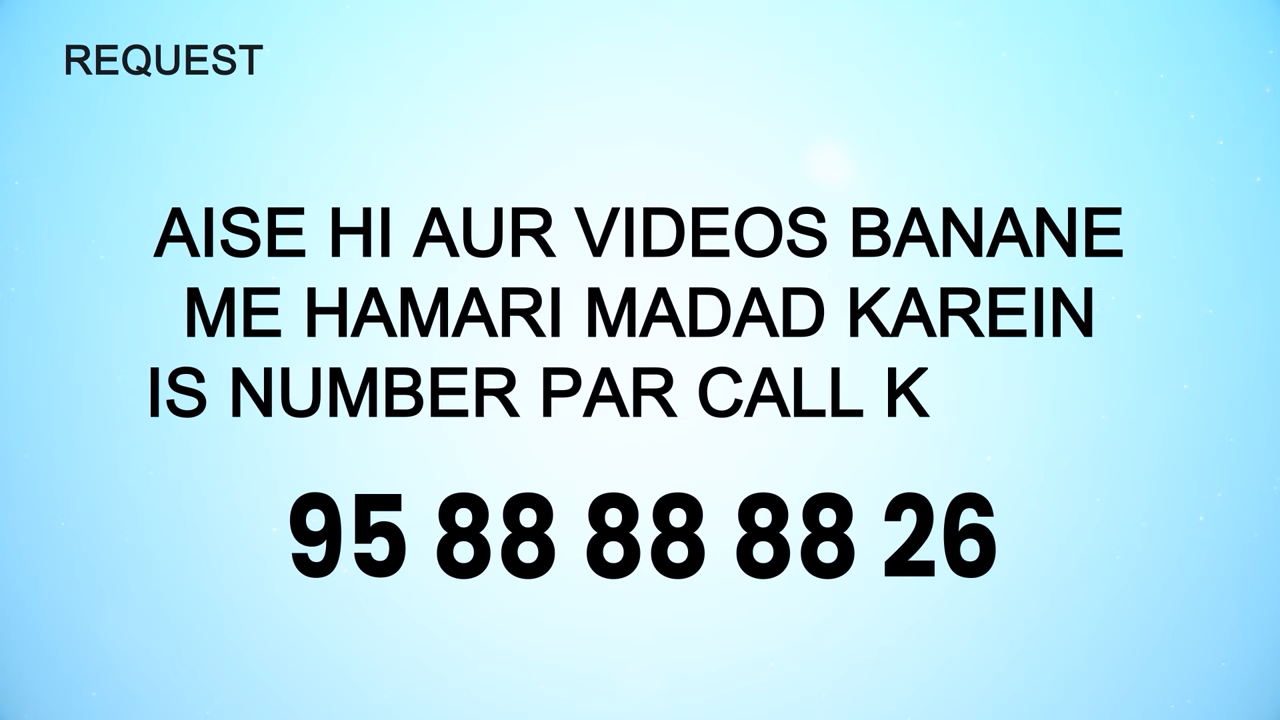 REQUEST
AISE HI AUR VIDEOS BANANE
ME HAMARI MADAD KAREIN
IS NUMBER PAR CALL K
95 88 88 88 26